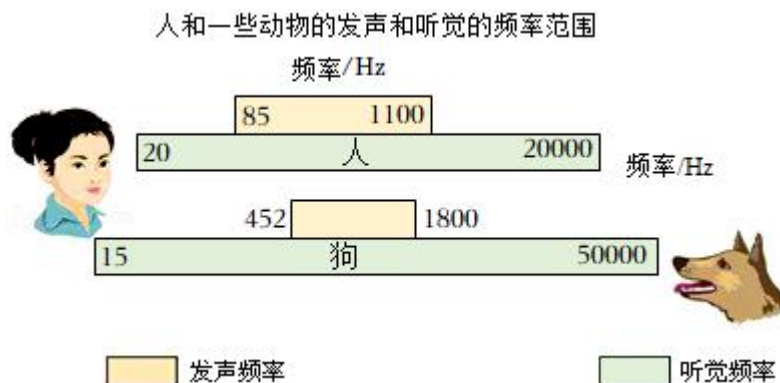 人和一些动物的发声和听觉的频率范围
频率/Hz
85 1100
20 人 20000
频率/Hz
452 1800
15 狗 50000
发声频率 听觉频率